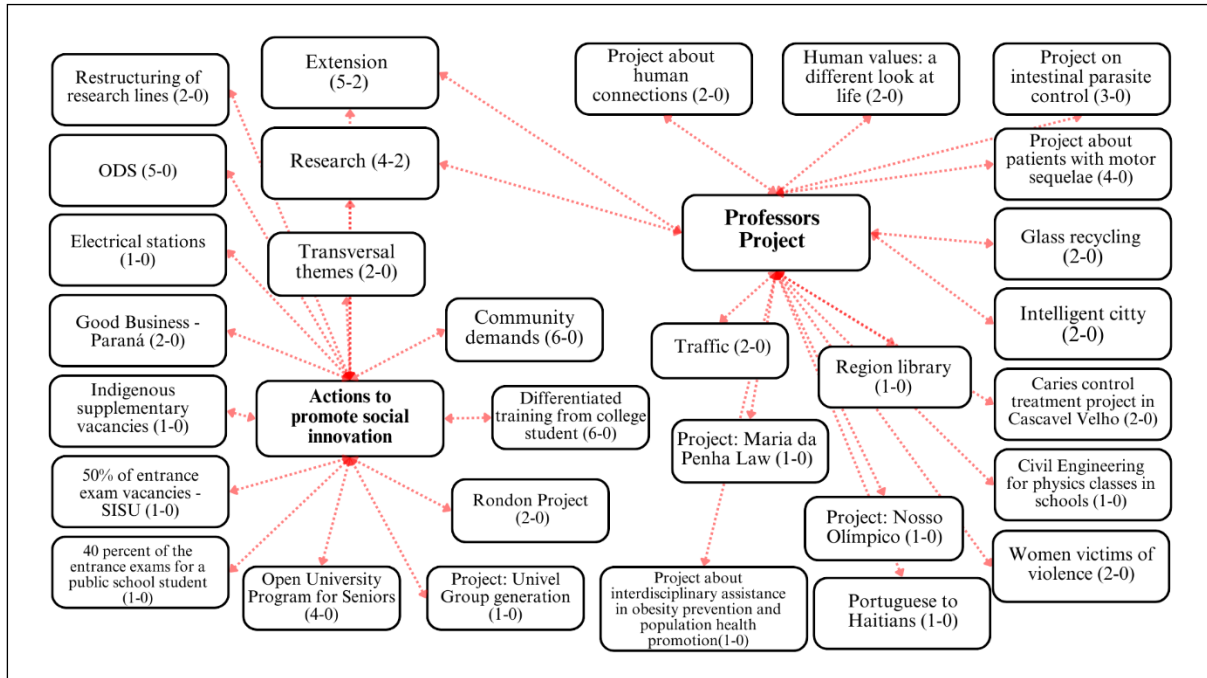 Restructuring of
research lines (2-0)
Extension
(5-2)
Project about
human
connections (2-0)
Human values: a
different look at
life (2-0)
Project on
intestinal parasite
control (3-0)
ODS (5-0)
Research (4-2)
Project about
patients with motor
sequelae (4-0)
Professors
Project
Electrical stations
(1-0)
Transversal
themes (2-0)
Glass recycling
(2-0)
Good Business -
Paraná (2-0)
Community
demands (6-0)
Traffic (2-0)
Intelligent citty
(2-0)
Region library
(1-0)
Indigenous
supplementary
vacancies (1-0)
Actions to
promote social
innovation
Differentiated
training from college
student (6-0)
Caries control
treatment project in
Cascavel Velho (2-0)
Project: Maria da
Penha Law (1-0)
50% of entrance
exam vacancies -
SISU (1-0)
Rondon Project
(2-0)
Civil Engineering
for physics classes in
schools (1-0)
Project: Nosso
Olímpico (1-0)
40 percent of the
entrance exams for a
public school student
(1-0)
Open University
Program for Seniors
(4-0)
Project: Univel
Group generation
(1-0)
Project about
interdisciplinary assistance
in obesity prevention and
population health
promotion(1-0)
Portuguese to
Haitians (1-0)
Women victims of
violence (2-0)